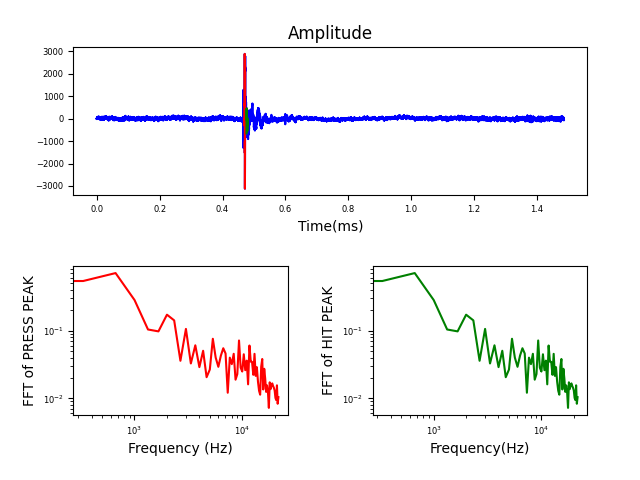 Amplitude
3000
2000
1000
0
−1000
−2000
−3000
0.0 0.2 0.4 0.6 0.8 1.0 1.2 1.4
Time(ms)
FFT of PRESS PEAK
10⁻¹
10⁻²
10³ 10⁴
Frequency (Hz)
FFT of HIT PEAK
10⁻¹
10⁻²
10³ 10⁴
Frequency(Hz)